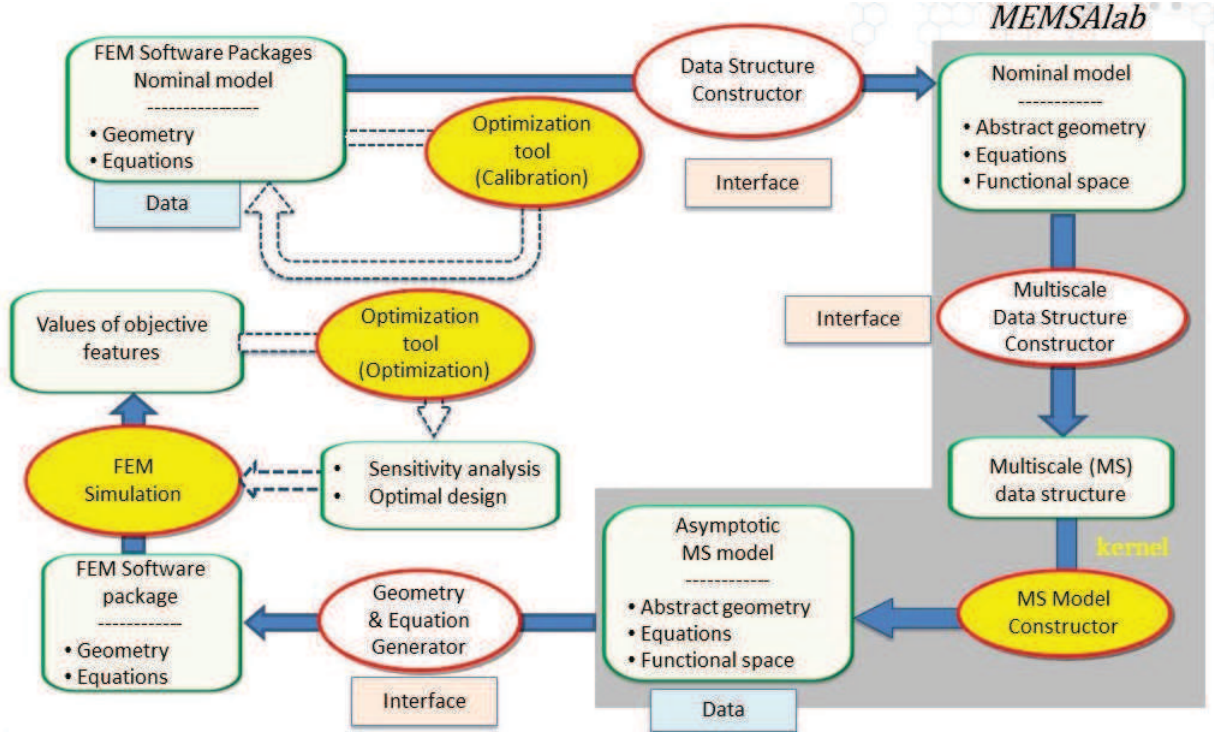 MEMSAlab
FEM Software Packages
Nominal model
----------------
• Geometry
• Equations
Data
Data Structure
Constructor
Optimization
tool
(Calibration)
Interface
Nominal model
------------
• Abstract geometry
• Equations
• Functional space
Interface
Multiscale
Data Structure
Constructor
Multiscale (MS)
data structure
kernel
MS Model
Constructor
Asymptotic
MS model
------------
• Abstract geometry
• Equations
• Functional space
Data
Geometry
& Equation
Generator
Interface
FEM Software
package
------------
• Geometry
• Equations
FEM
Simulation
Values of objective
features
Optimization
tool
(Optimization)
• Sensitivity analysis
• Optimal design